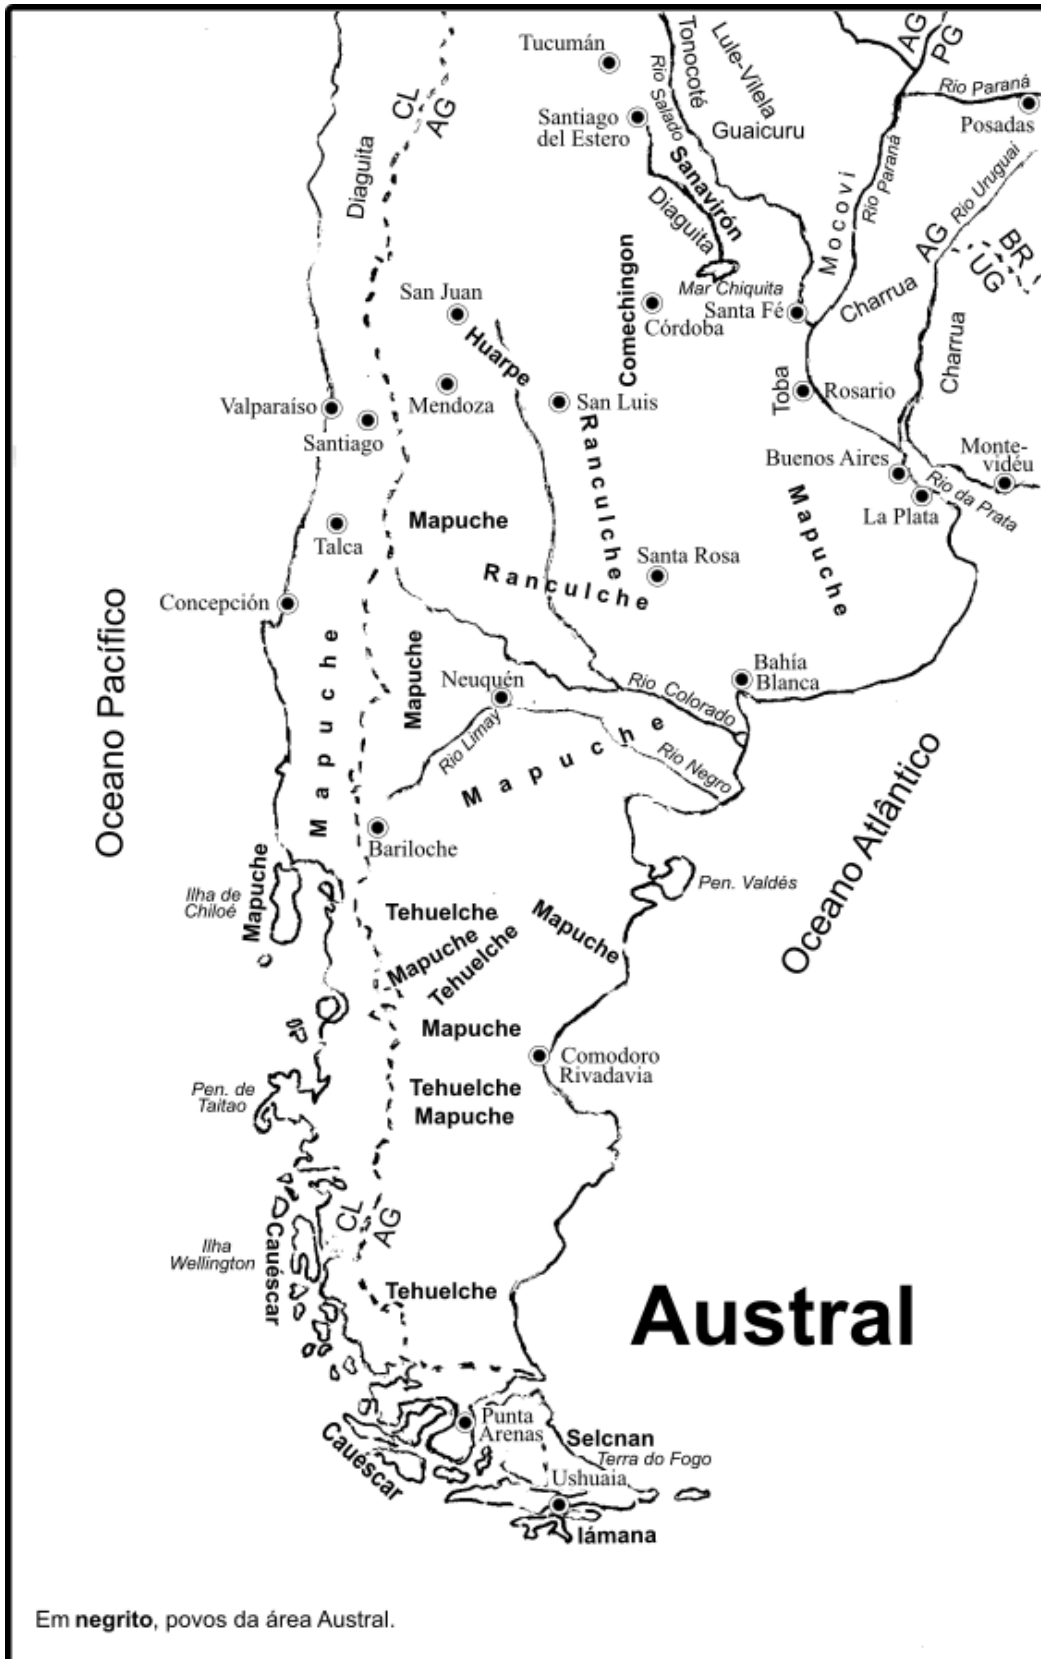 Tucumán
Tonocoté
Lule-Vilela
AG
PG
CL
AG
Rio Salado
Rio Paraná
Posadas
Santiago
del Estero
Guaicuru
Diaguita
Sanavirón
Diaguita
Mocovi
Rio Paraná
Rio Uruguai
AG
BR
UG
Comechingon
Mar Chiquita
San Juan
Santa Fé
Córdoba
Charrua
Charrua
Huarpe
Toba
Rosario
Valparaíso
Mendoza
San Luis
Santiago
Ranculche
Buenos Aires
Monte-
vidéu
Rio da Prata
La Plata
Mapuche
Mapuche
Talca
Santa Rosa
Ranculche
Concepción
Oceano Pacífico
Mapuche
Mapuche
Neuquén
Bahía
Blanca
Rio Colorado
Rio Limay
Mapuche
Rio Negro
Oceano Atlântico
Bariloche
Mapuche
Ilha de
Chiloé
Pen. Valdés
Tehuelche
Mapuche
Mapuche
Tehuelche
Mapuche
Comodoro
Rivadavia
Pen. de
Taitao
Tehuelche
Mapuche
CL
AG
Ilha
Wellington
Cauéscar
Tehuelche
Austral
Punta
Arenas
Cauéscar
Selcnan
Terra do Fogo
Ushuaia
Iámana
Em negrito, povos da área Austral.